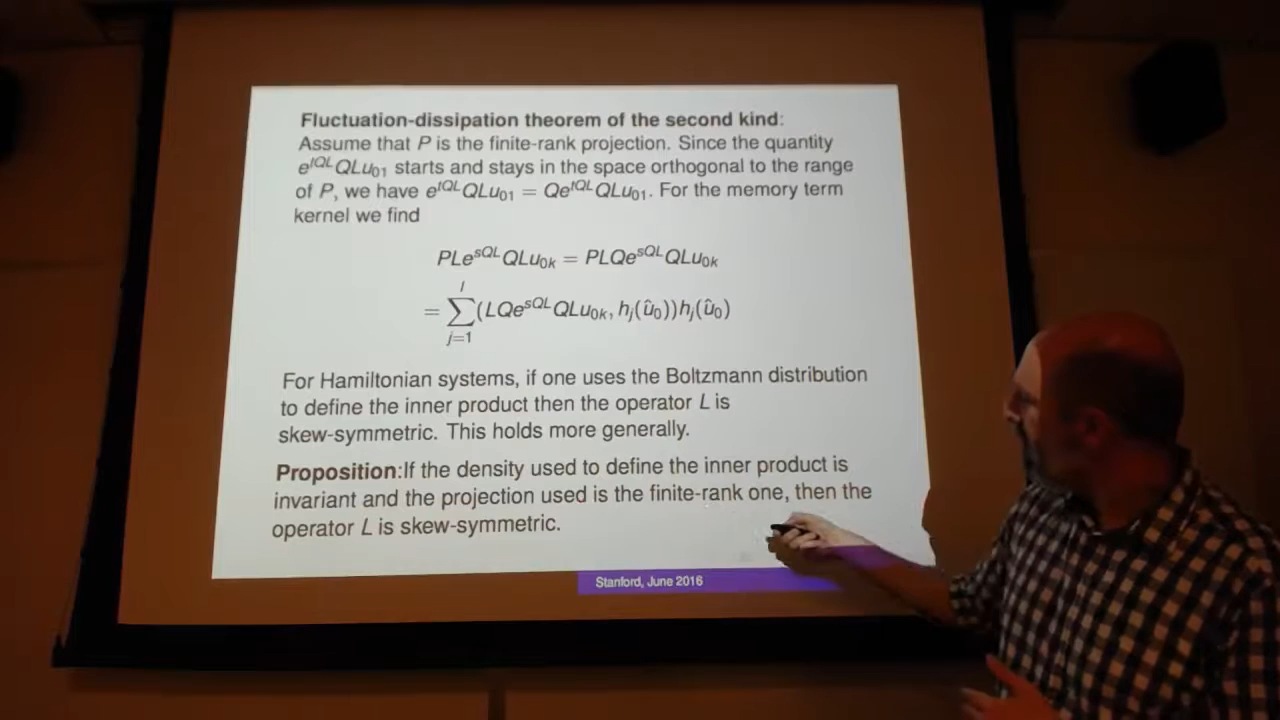 Fluctuation-dissipation theorem of the second kind:
Assume that P is the finite-rank projection. Since the quantity
e^{tQL}QLu_{01} starts and stays in the space orthogonal to the range
of P, we have e^{tQL}QLu_{01} = Qe^{tQL}QLu_{01}. For the memory term
kernel we find
PLe^{sQL}QLu_{0k} = PLQe^{sQL}QLu_{0k}
= \sum_{j=1}^{l}(LQe^{sQL}QLu_{0k}, h_j(û_0))h_j(û_0)
For Hamiltonian systems, if one uses the Boltzmann distribution
to define the inner product then the operator L is
skew-symmetric. This holds more generally.
Proposition:If the density used to define the inner product is
invariant and the projection used is the finite-rank one, then the
operator L is skew-symmetric.
Stanford, June 2016